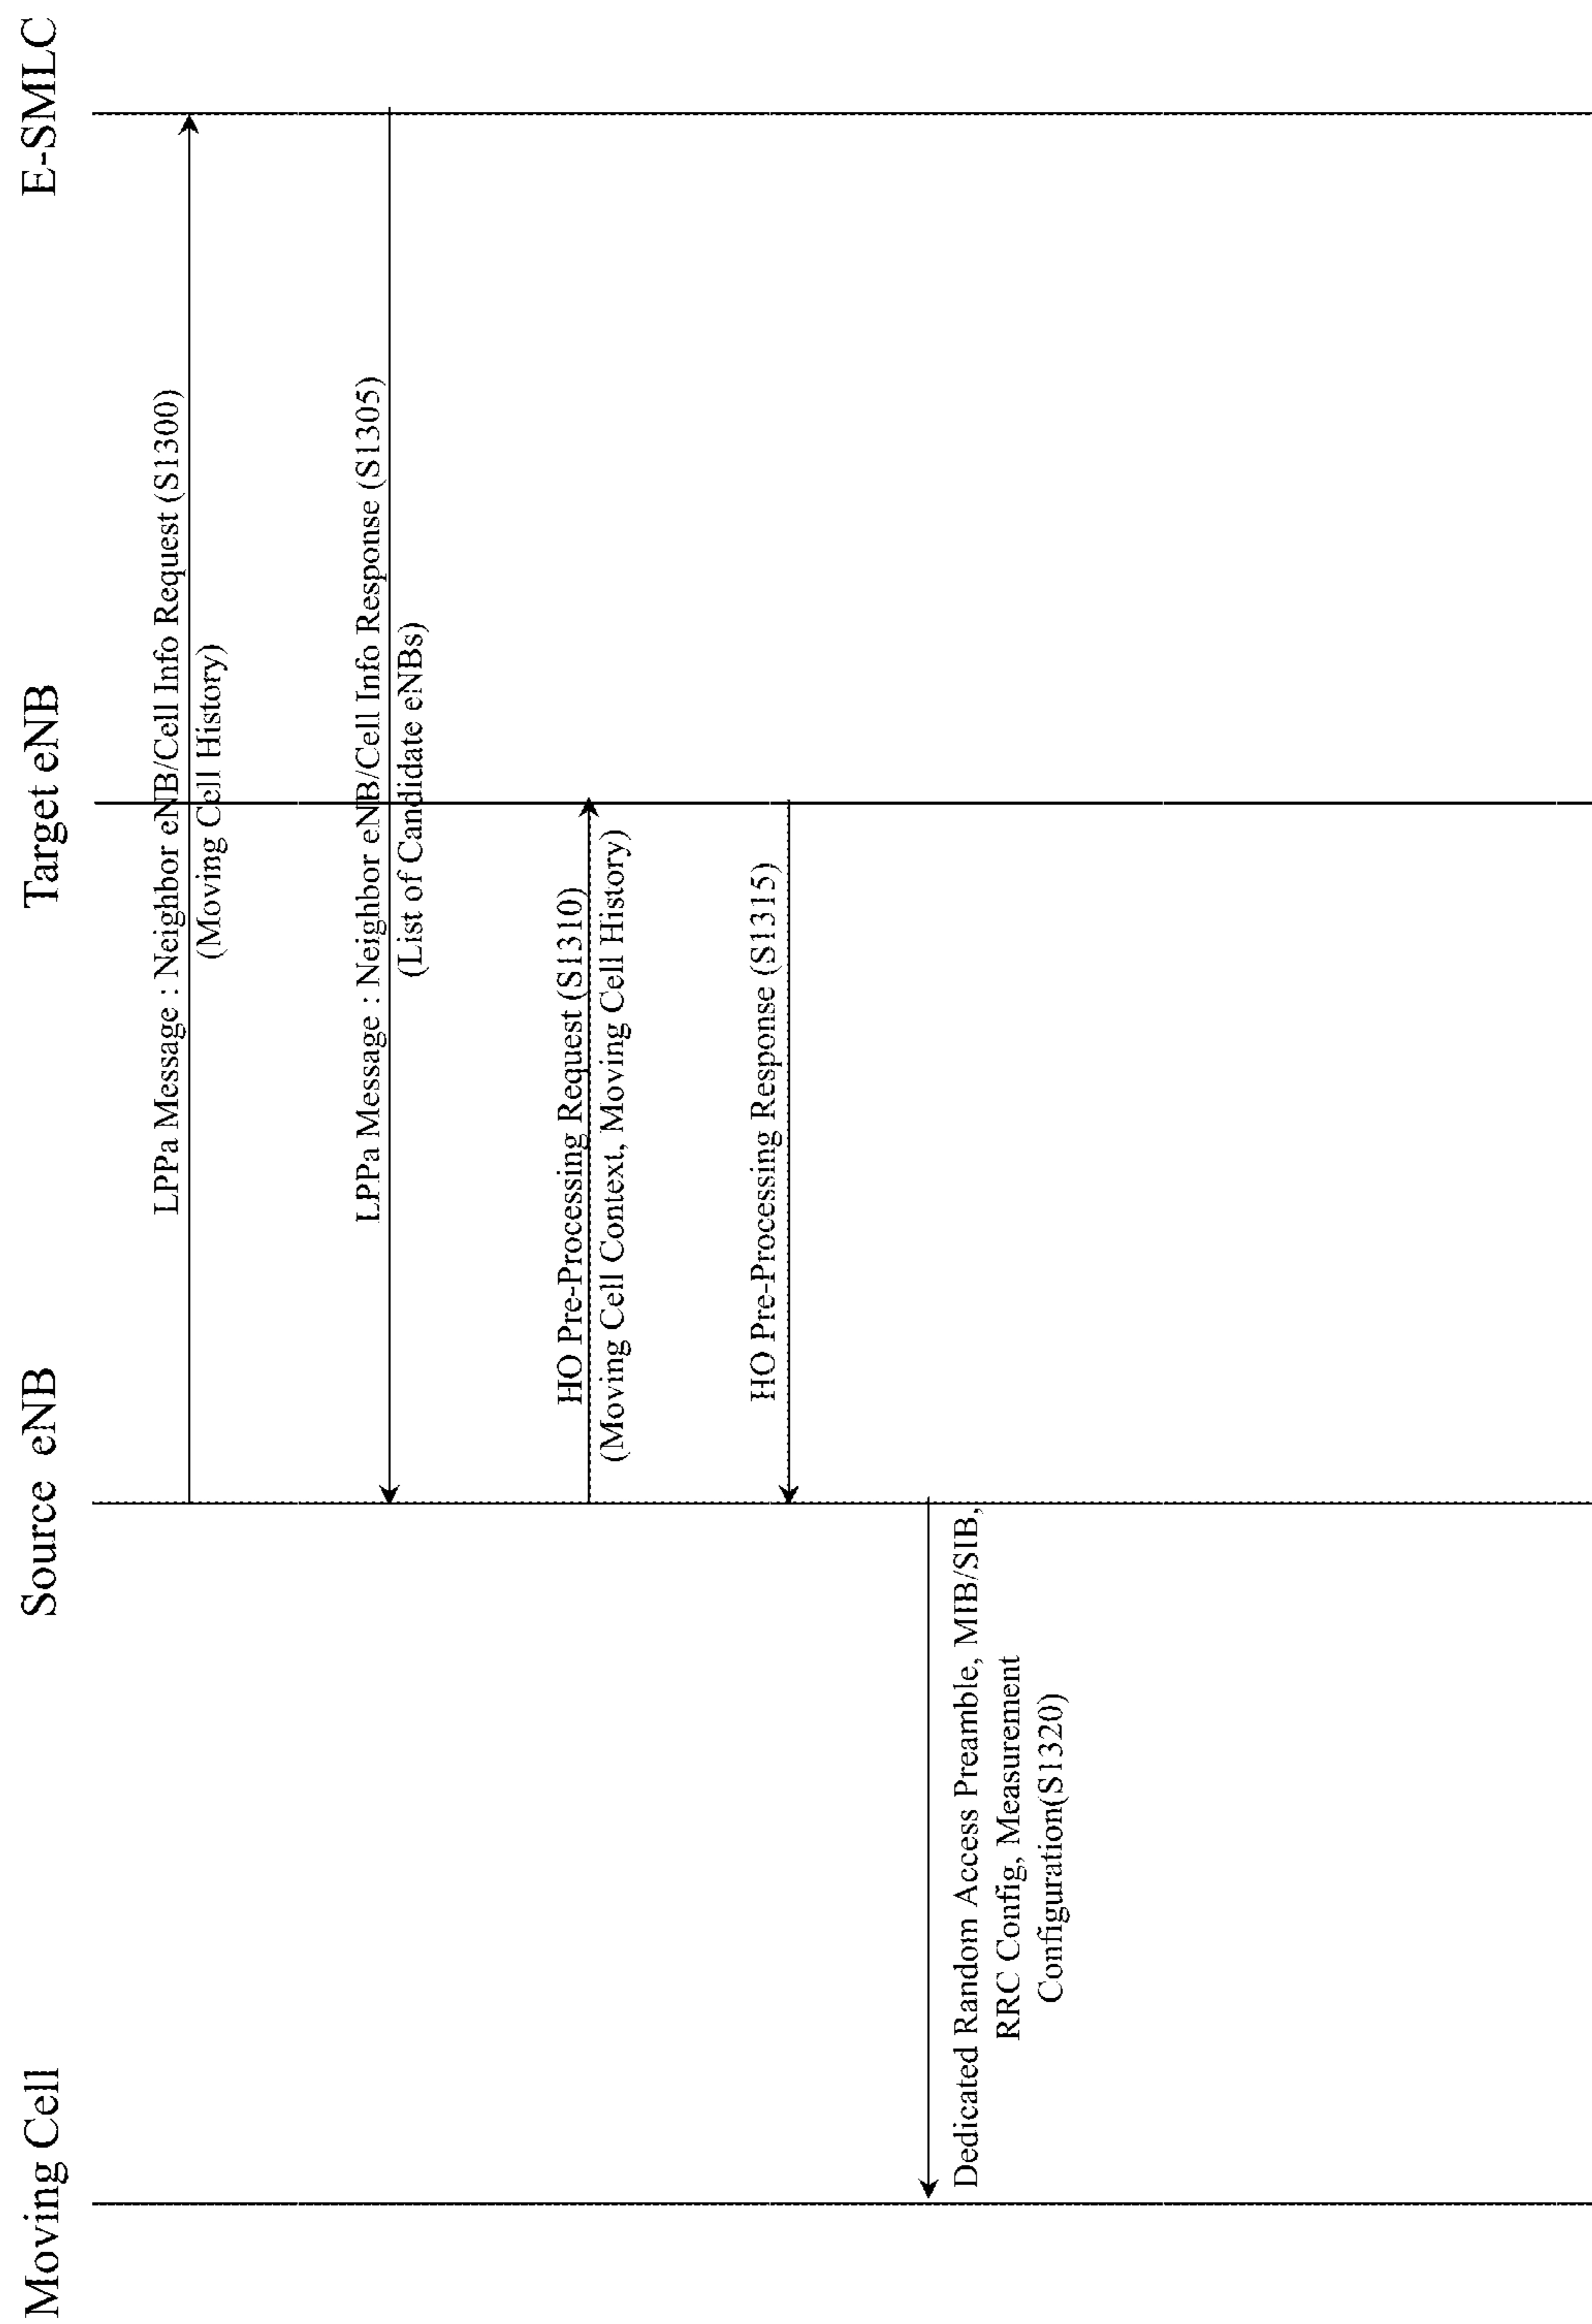 Moving Cell
Source eNB
Target eNB
E-SMLC
LPPa Message : Neighbor eNB/Cell Info Request (S1300)
(Moving Cell History)
LPPa Message : Neighbor eNB/Cell Info Response (S1305)
(List of Candidate eNBs)
HO Pre-Processing Request (S1310)
(Moving Cell Context, Moving Cell History)
HO Pre-Processing Response (S1315)
Dedicated Random Access Preamble, MIB/SIB,
RRC Config, Measurement
Configuration(S1320)